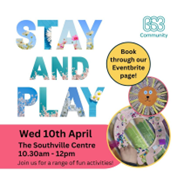 STAY
AND
PLAY
BS3
Community
Book
through our
Eventbrite
page!
Wed 10th April
The Southville Centre
10.30am - 12pm
Join us for a range of fun activities!